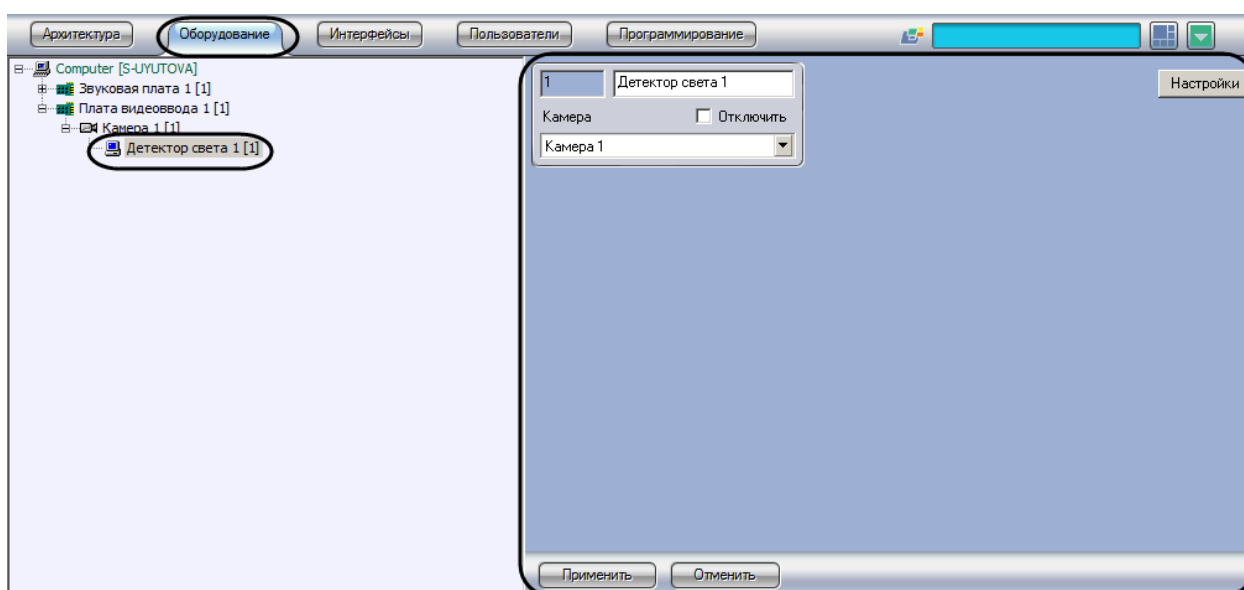 Архитектура Оборудование Интерфейсы Пользователи Программирование
Computer [S-UYUTOVA]
Звуковая плата 1 [1]
Плата видеоввода 1 [1]
Камера 1 [1]
Детектор света 1 [1]
1 Детектор света 1
Настройки
Камера Отключить
Камера 1
Применить Отменить